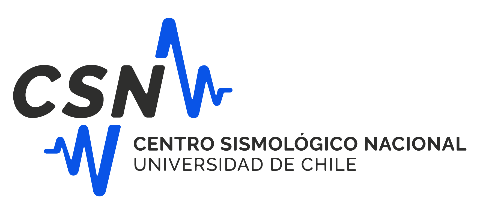 CSN
CENTRO SISMOLÓGICO NACIONAL
UNIVERSIDAD DE CHILE